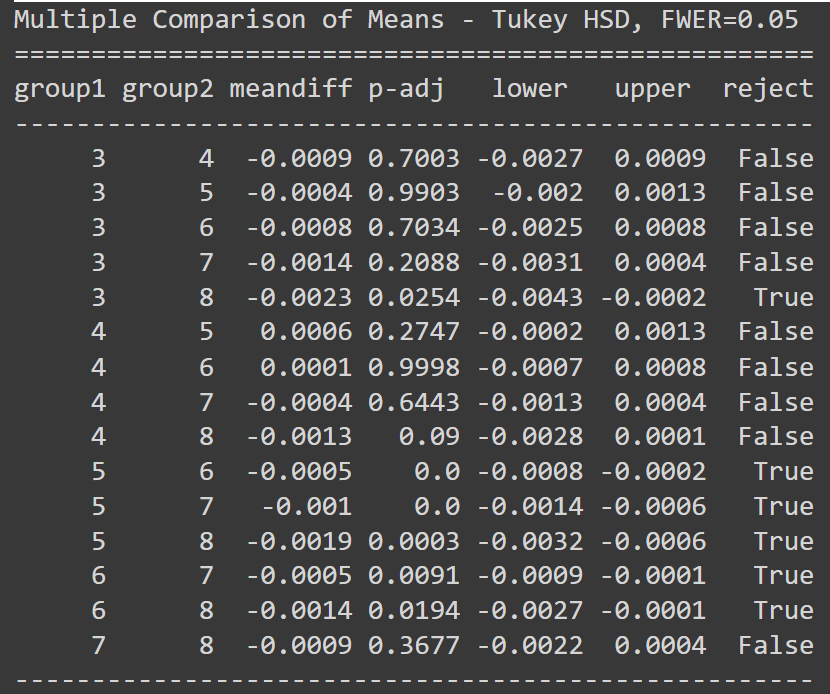 Multiple Comparison of Means - Tukey HSD, FWER=0.05
====================================================
group1 group2 meandiff p-adj   lower   upper  reject
----------------------------------------------------
     3      4  -0.0009 0.7003 -0.0027  0.0009  False
     3      5  -0.0004 0.9903  -0.002  0.0013  False
     3      6  -0.0008 0.7034 -0.0025  0.0008  False
     3      7  -0.0014 0.2088 -0.0031  0.0004  False
     3      8  -0.0023 0.0254 -0.0043 -0.0002   True
     4      5   0.0006 0.2747 -0.0002  0.0013  False
     4      6   0.0001 0.9998 -0.0007  0.0008  False
     4      7  -0.0004 0.6443 -0.0013  0.0004  False
     4      8  -0.0013   0.09 -0.0028  0.0001  False
     5      6  -0.0005    0.0 -0.0008 -0.0002   True
     5      7   -0.001    0.0 -0.0014 -0.0006   True
     5      8  -0.0019 0.0003 -0.0032 -0.0006   True
     6      7  -0.0005 0.0091 -0.0009 -0.0001   True
     6      8  -0.0014 0.0194 -0.0027 -0.0001   True
     7      8  -0.0009 0.3677 -0.0022  0.0004  False
----------------------------------------------------